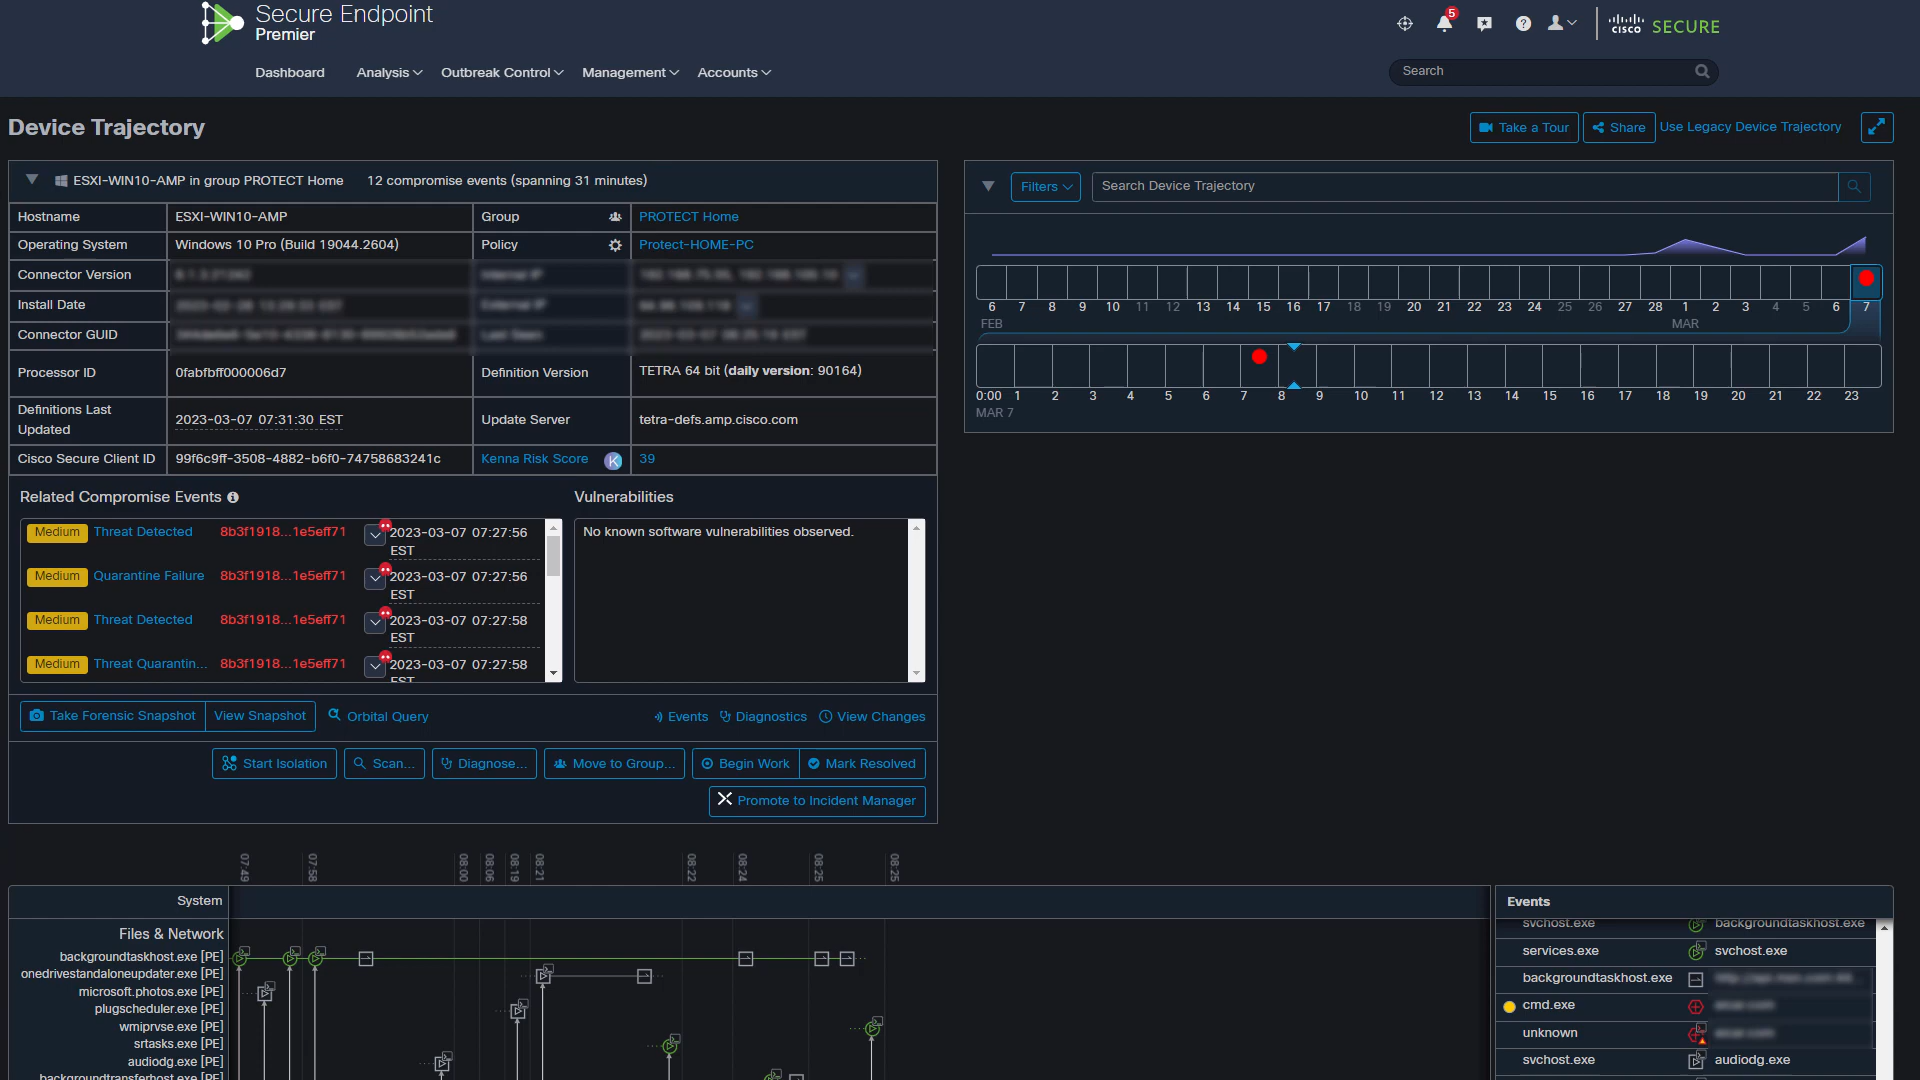 Secure Endpoint
Premier
5
cisco SECURE
Dashboard Analysis Outbreak Control Management Accounts
Search
Device Trajectory
Take a Tour Share Use Legacy Device Trajectory
ESXI-WIN10-AMP in group PROTECT Home 12 compromise events (spanning 31 minutes)
Hostname ESXI-WIN10-AMP Group PROTECT Home
Operating System Windows 10 Pro (Build 19044.2604) Policy Protect-HOME-PC
Connector Version
Install Date
Connector GUID
Processor ID 0fabfbff000006d7 Definition Version TETRA 64 bit (daily version: 90164)
Definitions Last
Updated
2023-03-07 07:31:30 EST Update Server tetra-defs.amp.cisco.com
Cisco Secure Client ID 99f6c9ff-3508-4882-b6f0-74758683241c Kenna Risk Score K 39
Related Compromise Events
Medium Threat Detected 8b3f1918...1e5eff71 2023-03-07 07:27:56
EST
Medium Quarantine Failure 8b3f1918...1e5eff71 2023-03-07 07:27:56
EST
Medium Threat Detected 8b3f1918...1e5eff71 2023-03-07 07:27:58
EST
Medium Threat Quarantin... 8b3f1918...1e5eff71 2023-03-07 07:27:58
EST
Vulnerabilities
No known software vulnerabilities observed.
Take Forensic Snapshot View Snapshot Orbital Query Events Diagnostics View Changes
Start Isolation Scan... Diagnose... Move to Group... Begin Work Mark Resolved
Promote to Incident Manager
Filters Search Device Trajectory
6 7 8 9 10 11 12 13 14 15 16 17 18 19 20 21 22 23 24 25 26 27 28 1 2 3 4 5 6 7
FEB MAR
0:00 1 2 3 4 5 6 7 8 9 10 11 12 13 14 15 16 17 18 19 20 21 22 23
MAR 7
07:49 07:58 08:00 08:06 08:19 08:21 08:22 08:24 08:25 08:25
System
Files & Network
backgroundtaskhost.exe [PE]
onedrivestandaloneupdater.exe [PE]
microsoft.photos.exe [PE]
plugscheduler.exe [PE]
wmiprvse.exe [PE]
srtasks.exe [PE]
audiodg.exe [PE]
backgroundtransferhost.exe [PE]
Events
svchost.exe backgroundtaskhost.exe
services.exe svchost.exe
backgroundtaskhost.exe
cmd.exe
unknown
svchost.exe audiodg.exe